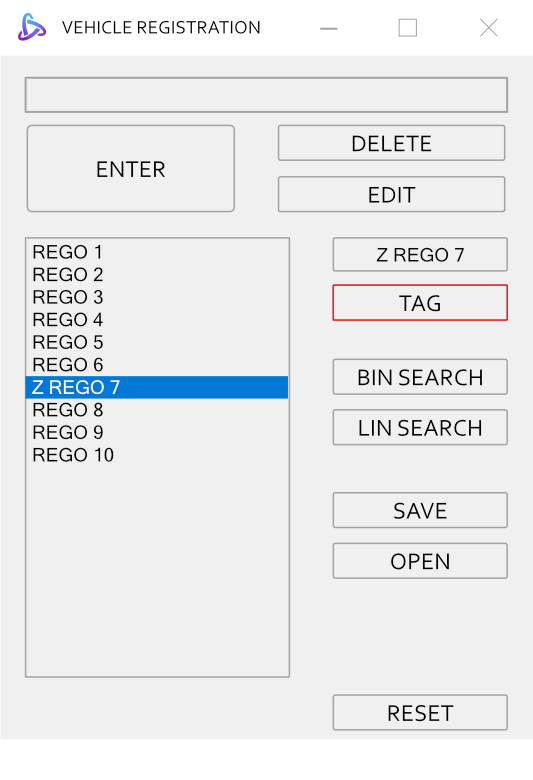 VEHICLE REGISTRATION
ENTER
DELETE
EDIT
REGO 1
REGO 2
REGO 3
REGO 4
REGO 5
REGO 6
Z REGO 7
REGO 8
REGO 9
REGO 10
Z REGO 7
TAG
BIN SEARCH
LIN SEARCH
SAVE
OPEN
RESET